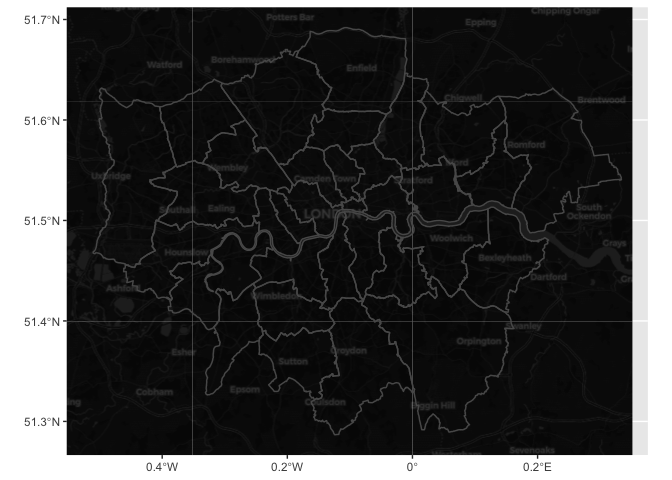 51.7°N
Potters Bar
Epping
Chipping Ongar
Watford
Borehamwood
Enfield
Chigwell
Brentwood
51.6°N
Romford
Ilford
Wembley
Uxbridge
Camden Town
Stratford
Southall
Ealing
LONDON
South
Ockendon
51.5°N
Hounslow
Woolwich
Grays
Bexleyheath
Dartford
Ashford
Wimbledon
51.4°N
Swanley
Orpington
Esher
Croydon
Sutton
Cobham
Epsom
Coulsdon
Biggin Hill
51.3°N
Sevenoaks
0.4°W
0.2°W
0°
0.2°E